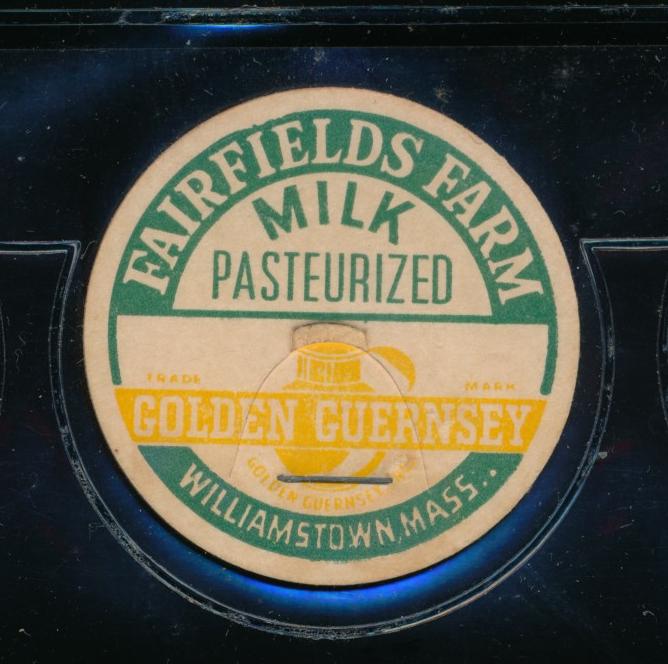 FAIRFIELDS FARM
MILK
PASTEURIZED
TRADE MARK
GOLDEN GUERNSEY
GOLDEN GUERNSEY
WILLIAMSTOWN, MASS..